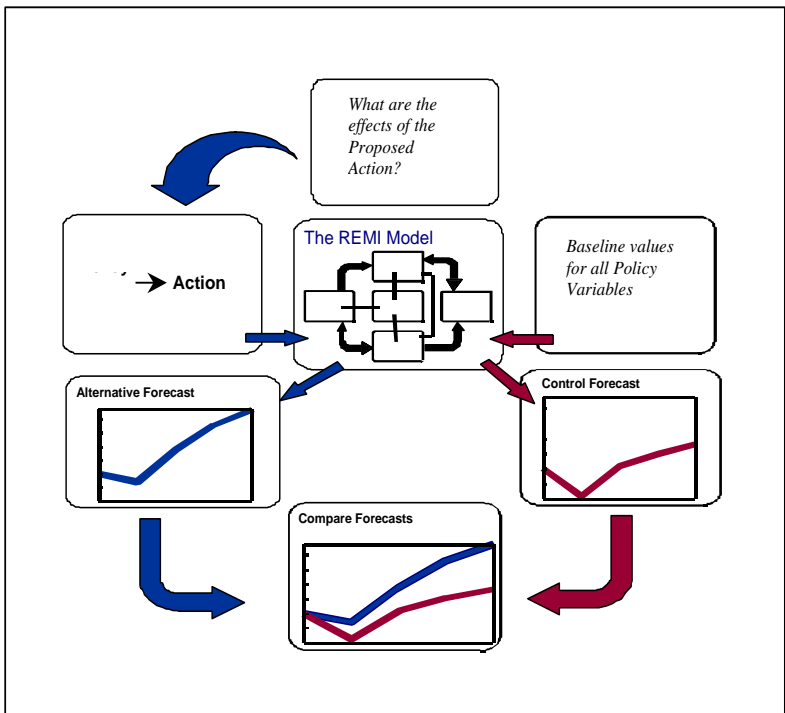 What are the
effects of the
Proposed
Action?
The REMI Model
Action
Baseline values
for all Policy
Variables
Alternative Forecast
Control Forecast
Compare Forecasts